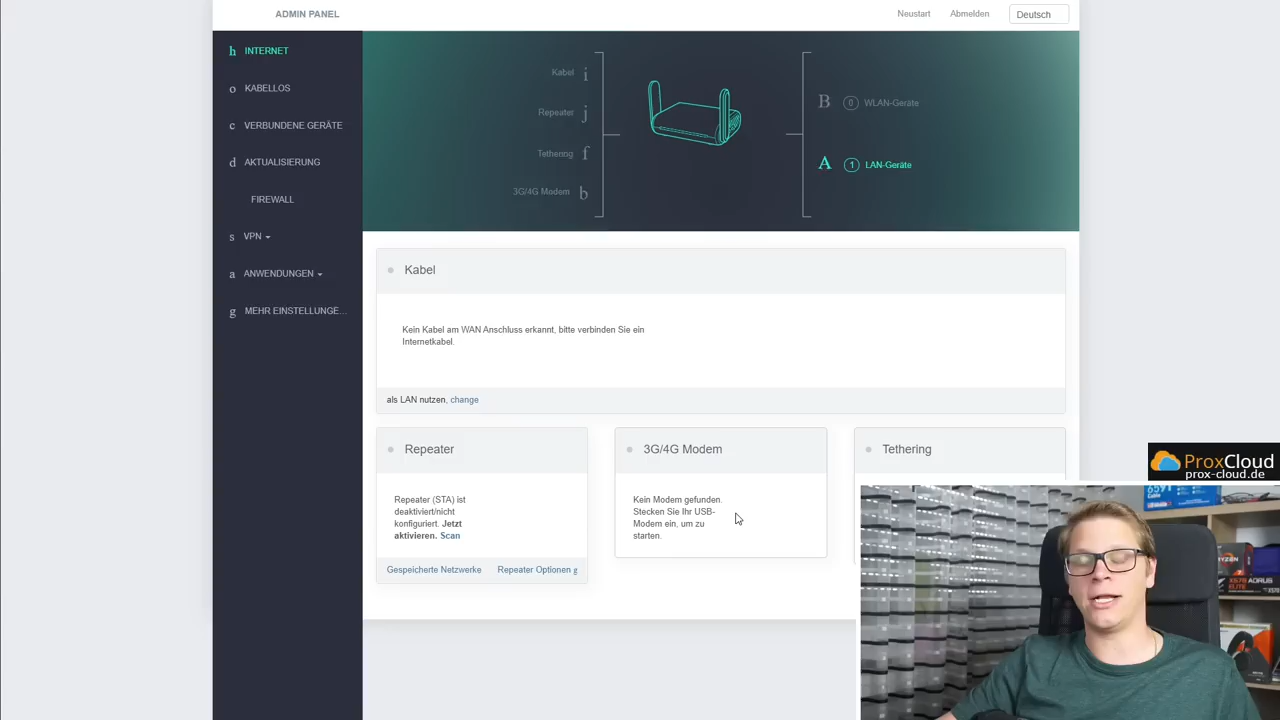 ADMIN PANEL
Neustart
Abmelden
Deutsch
h INTERNET
o KABELLOS
c VERBUNDENE GERÄTE
d AKTUALISIERUNG
FIREWALL
s VPN
a ANWENDUNGEN
g MEHR EINSTELLUNGE...
Kabel i
Repeater j
Tethering f
3G/4G Modem b
B 0 WLAN-Geräte
A 1 LAN-Geräte
Kabel
Kein Kabel am WAN Anschluss erkannt, bitte verbinden Sie ein
Internetkabel.
als LAN nutzen, change
Repeater
Repeater (STA) ist
deaktiviert/nicht
konfiguriert. Jetzt
aktivieren. Scan
Gespeicherte Netzwerke
Repeater Optionen g
3G/4G Modem
Kein Modem gefunden.
Stecken Sie Ihr USB-
Modem ein, um zu
starten.
Tethering
ProxCloud
prox-cloud.de
RYZEN
X570 AORUS
ELITE